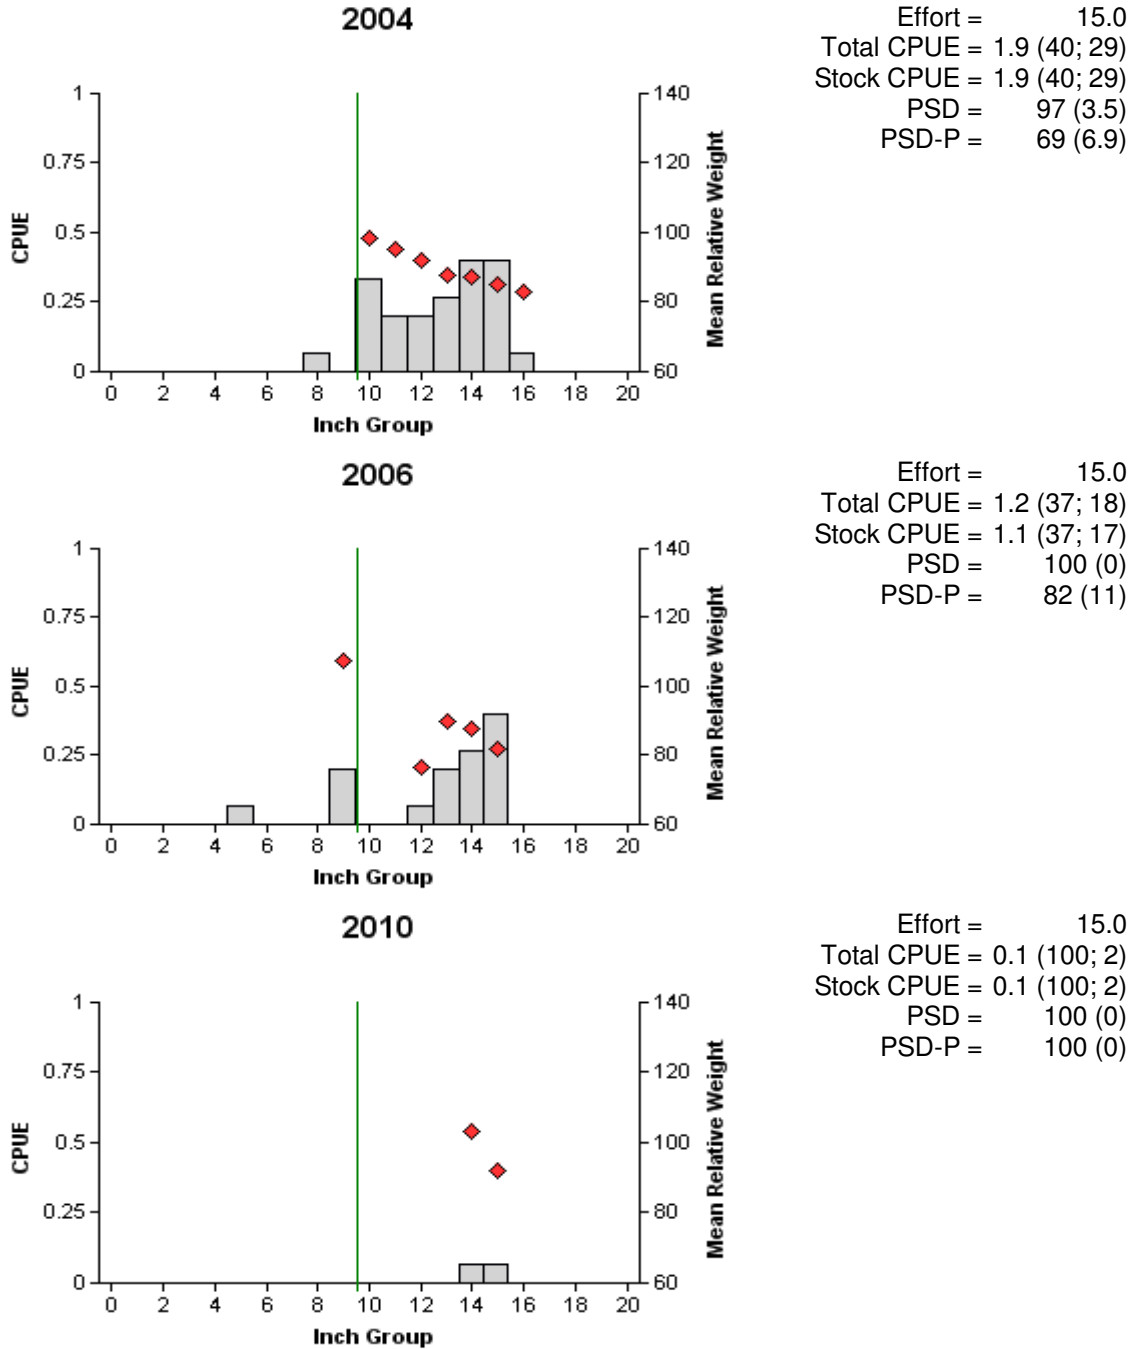 2004
Effort = 15.0
Total CPUE = 1.9 (40; 29)
Stock CPUE = 1.9 (40; 29)
PSD = 97 (3.5)
PSD-P = 69 (6.9)
1 140
0.75 120
0.5 100
0.25 80
0 60
CPUE
Mean Relative Weight
0 2 4 6 8 10 12 14 16 18 20
Inch Group
2006
Effort = 15.0
Total CPUE = 1.2 (37; 18)
Stock CPUE = 1.1 (37; 17)
PSD = 100 (0)
PSD-P = 82 (11)
1 140
0.75 120
0.5 100
0.25 80
0 60
CPUE
Mean Relative Weight
0 2 4 6 8 10 12 14 16 18 20
Inch Group
2010
Effort = 15.0
Total CPUE = 0.1 (100; 2)
Stock CPUE = 0.1 (100; 2)
PSD = 100 (0)
PSD-P = 100 (0)
1 140
0.75 120
0.5 100
0.25 80
0 60
CPUE
Mean Relative Weight
0 2 4 6 8 10 12 14 16 18 20
Inch Group